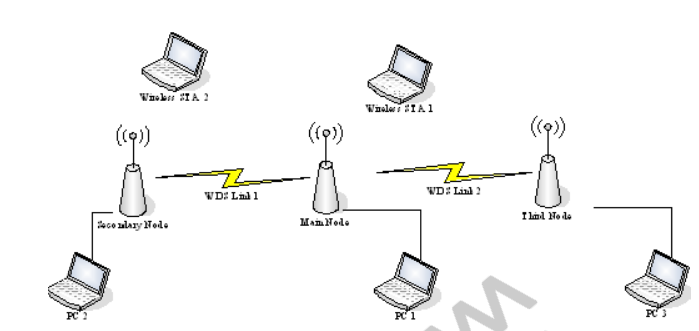 Wireless STA 2
Wireless STA 1
WDS Link 1
WDS Link 2
Secondary Node
Main Node
Third Node
PC 2
PC 1
PC 3